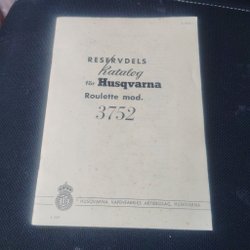 RESERVDELS
Katalog
för Husqvarna
Roulette mod.
3752
HUSQVARNA VAPENFABRIKS AKTIEBOLAG, HUSQVARNA